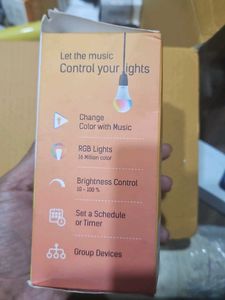 Let the music
Control your lights
Change
Color with Music
RGB Lights
16 Million color
Brightness Control
10 - 100 %
Set a Schedule
or Timer
Group Devices